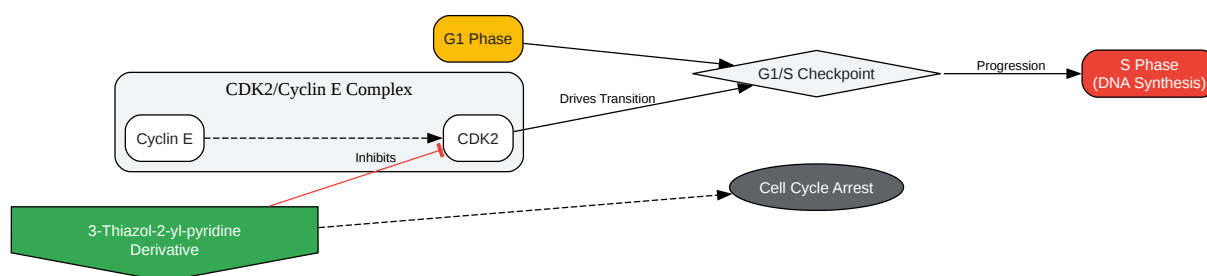 G1 Phase
CDK2/Cyclin E Complex
Cyclin E
CDK2
Inhibits
Drives Transition
G1/S Checkpoint
Progression
S Phase
(DNA Synthesis)
Cell Cycle Arrest
3-Thiazol-2-yl-pyridine
Derivative